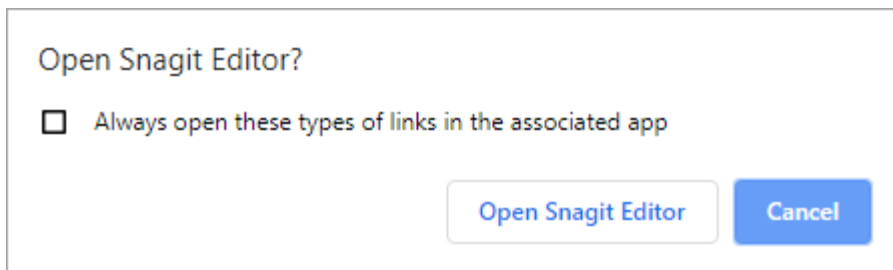 Open Snagit Editor?
Always open these types of links in the associated app
Open Snagit Editor Cancel